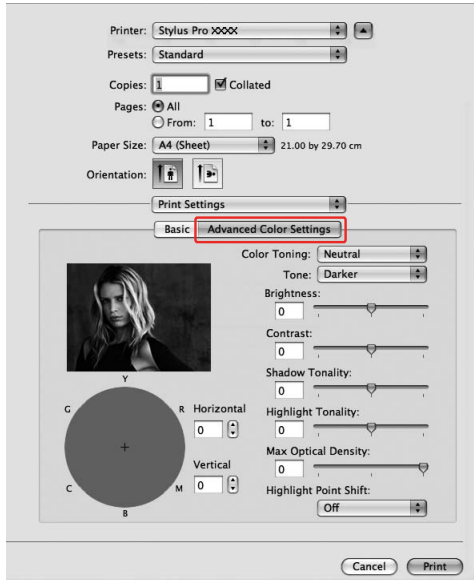 Printer: Stylus Pro XXXX
Presets: Standard
Copies: 1 Collated
Pages: All
From: 1 to: 1
Paper Size: A4 (Sheet) 21.00 by 29.70 cm
Orientation:
Print Settings
Basic Advanced Color Settings
Color Toning: Neutral
Tone: Darker
Brightness:
0
Contrast:
0
Shadow Tonality:
0
Y
G R Horizontal Highlight Tonality:
0 0
Max Optical Density:
Vertical 0
C M 0 Highlight Point Shift:
B Off
Cancel Print